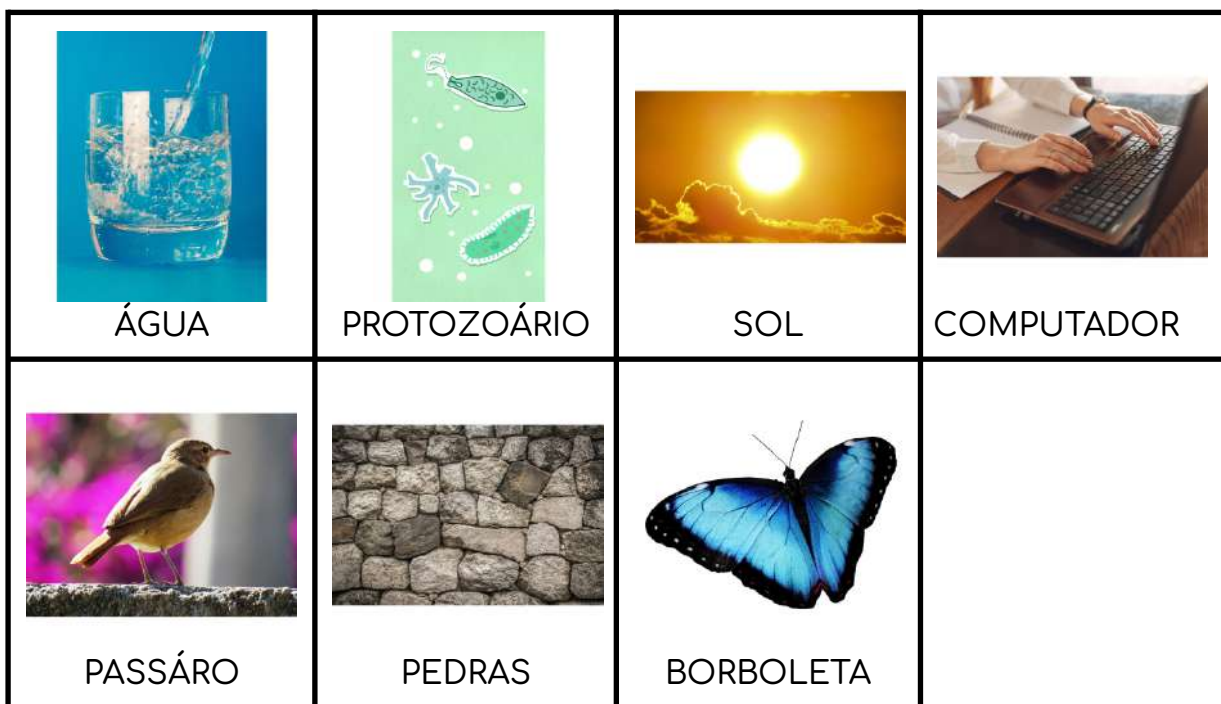 ÁGUA
PROTOZOÁRIO
SOL
COMPUTADOR
PASSÁRO
PEDRAS
BORBOLETA